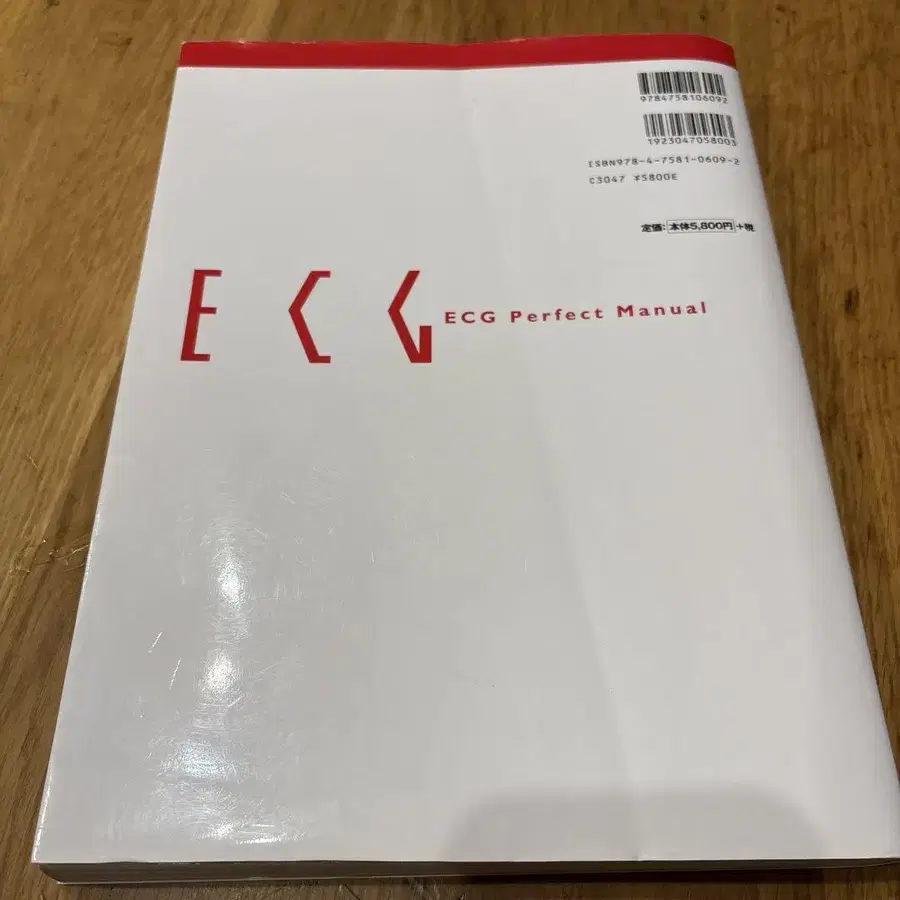 9784758106092
1923047058003
ISBN978-4-7581-0609-2
C3047 ¥5800E
定価:本体5,800円+税
ECG
ECG Perfect Manual